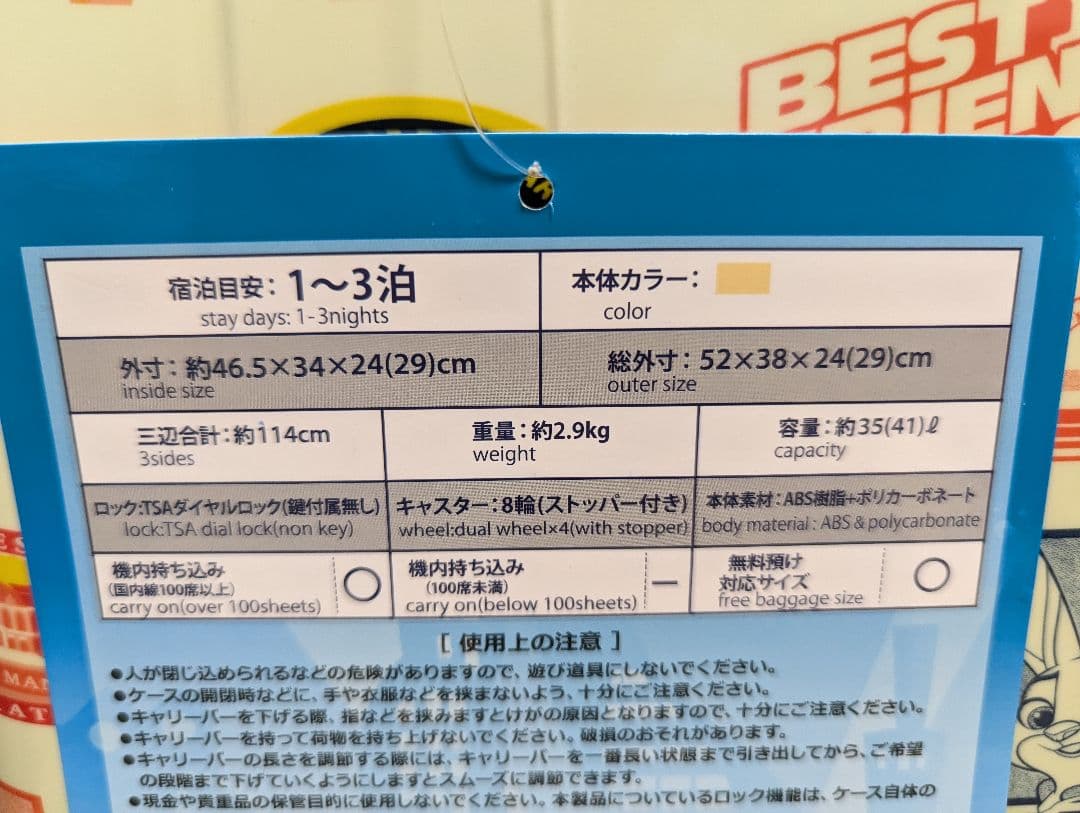 BEST
FRIEN
宿泊目安：1〜3泊
stay days: 1-3nights
本体カラー：
color
外寸：約46.5×34×24(29)cm
inside size
総外寸：52×38×24(29)cm
outer size
三辺合計：約114cm
3sides
重量：約2.9kg
weight
容量：約35(41)ℓ
capacity
ロック:TSAダイヤルロック(鍵付属無し)
lock:TSA dial lock(non key)
キャスター：8輪(ストッパー付き)
wheel:dual wheel×4(with stopper)
本体素材：ABS樹脂+ポリカーボネート
body material : ABS & polycarbonate
機内持ち込み
(国内線100席以上)
carry on(over 100sheets)
○
機内持ち込み
(100席未満)
carry on(below 100sheets)
—
無料預け
対応サイズ
free baggage size
○
[ 使用上の注意 ]
●人が閉じ込められるなどの危険がありますので、遊び道具にしないでください。
●ケースの開閉時などに、手や衣服などを挟まないよう、十分にご注意ください。
●キャリーバーを下げる際、指などを挟みますとけがの原因となりますので、十分にご注意ください。
●キャリーバーを持って荷物を持ち上げないでください。破損のおそれがあります。
●キャリーバーの長さを調節する際には、キャリーバーを一番長い状態まで引き出してから、ご希望
の段階まで下げていくようにしますとスムーズに調節できます。
●現金や貴重品の保管目的に使用しないでください。本製品についているロック機能は、ケース自体の